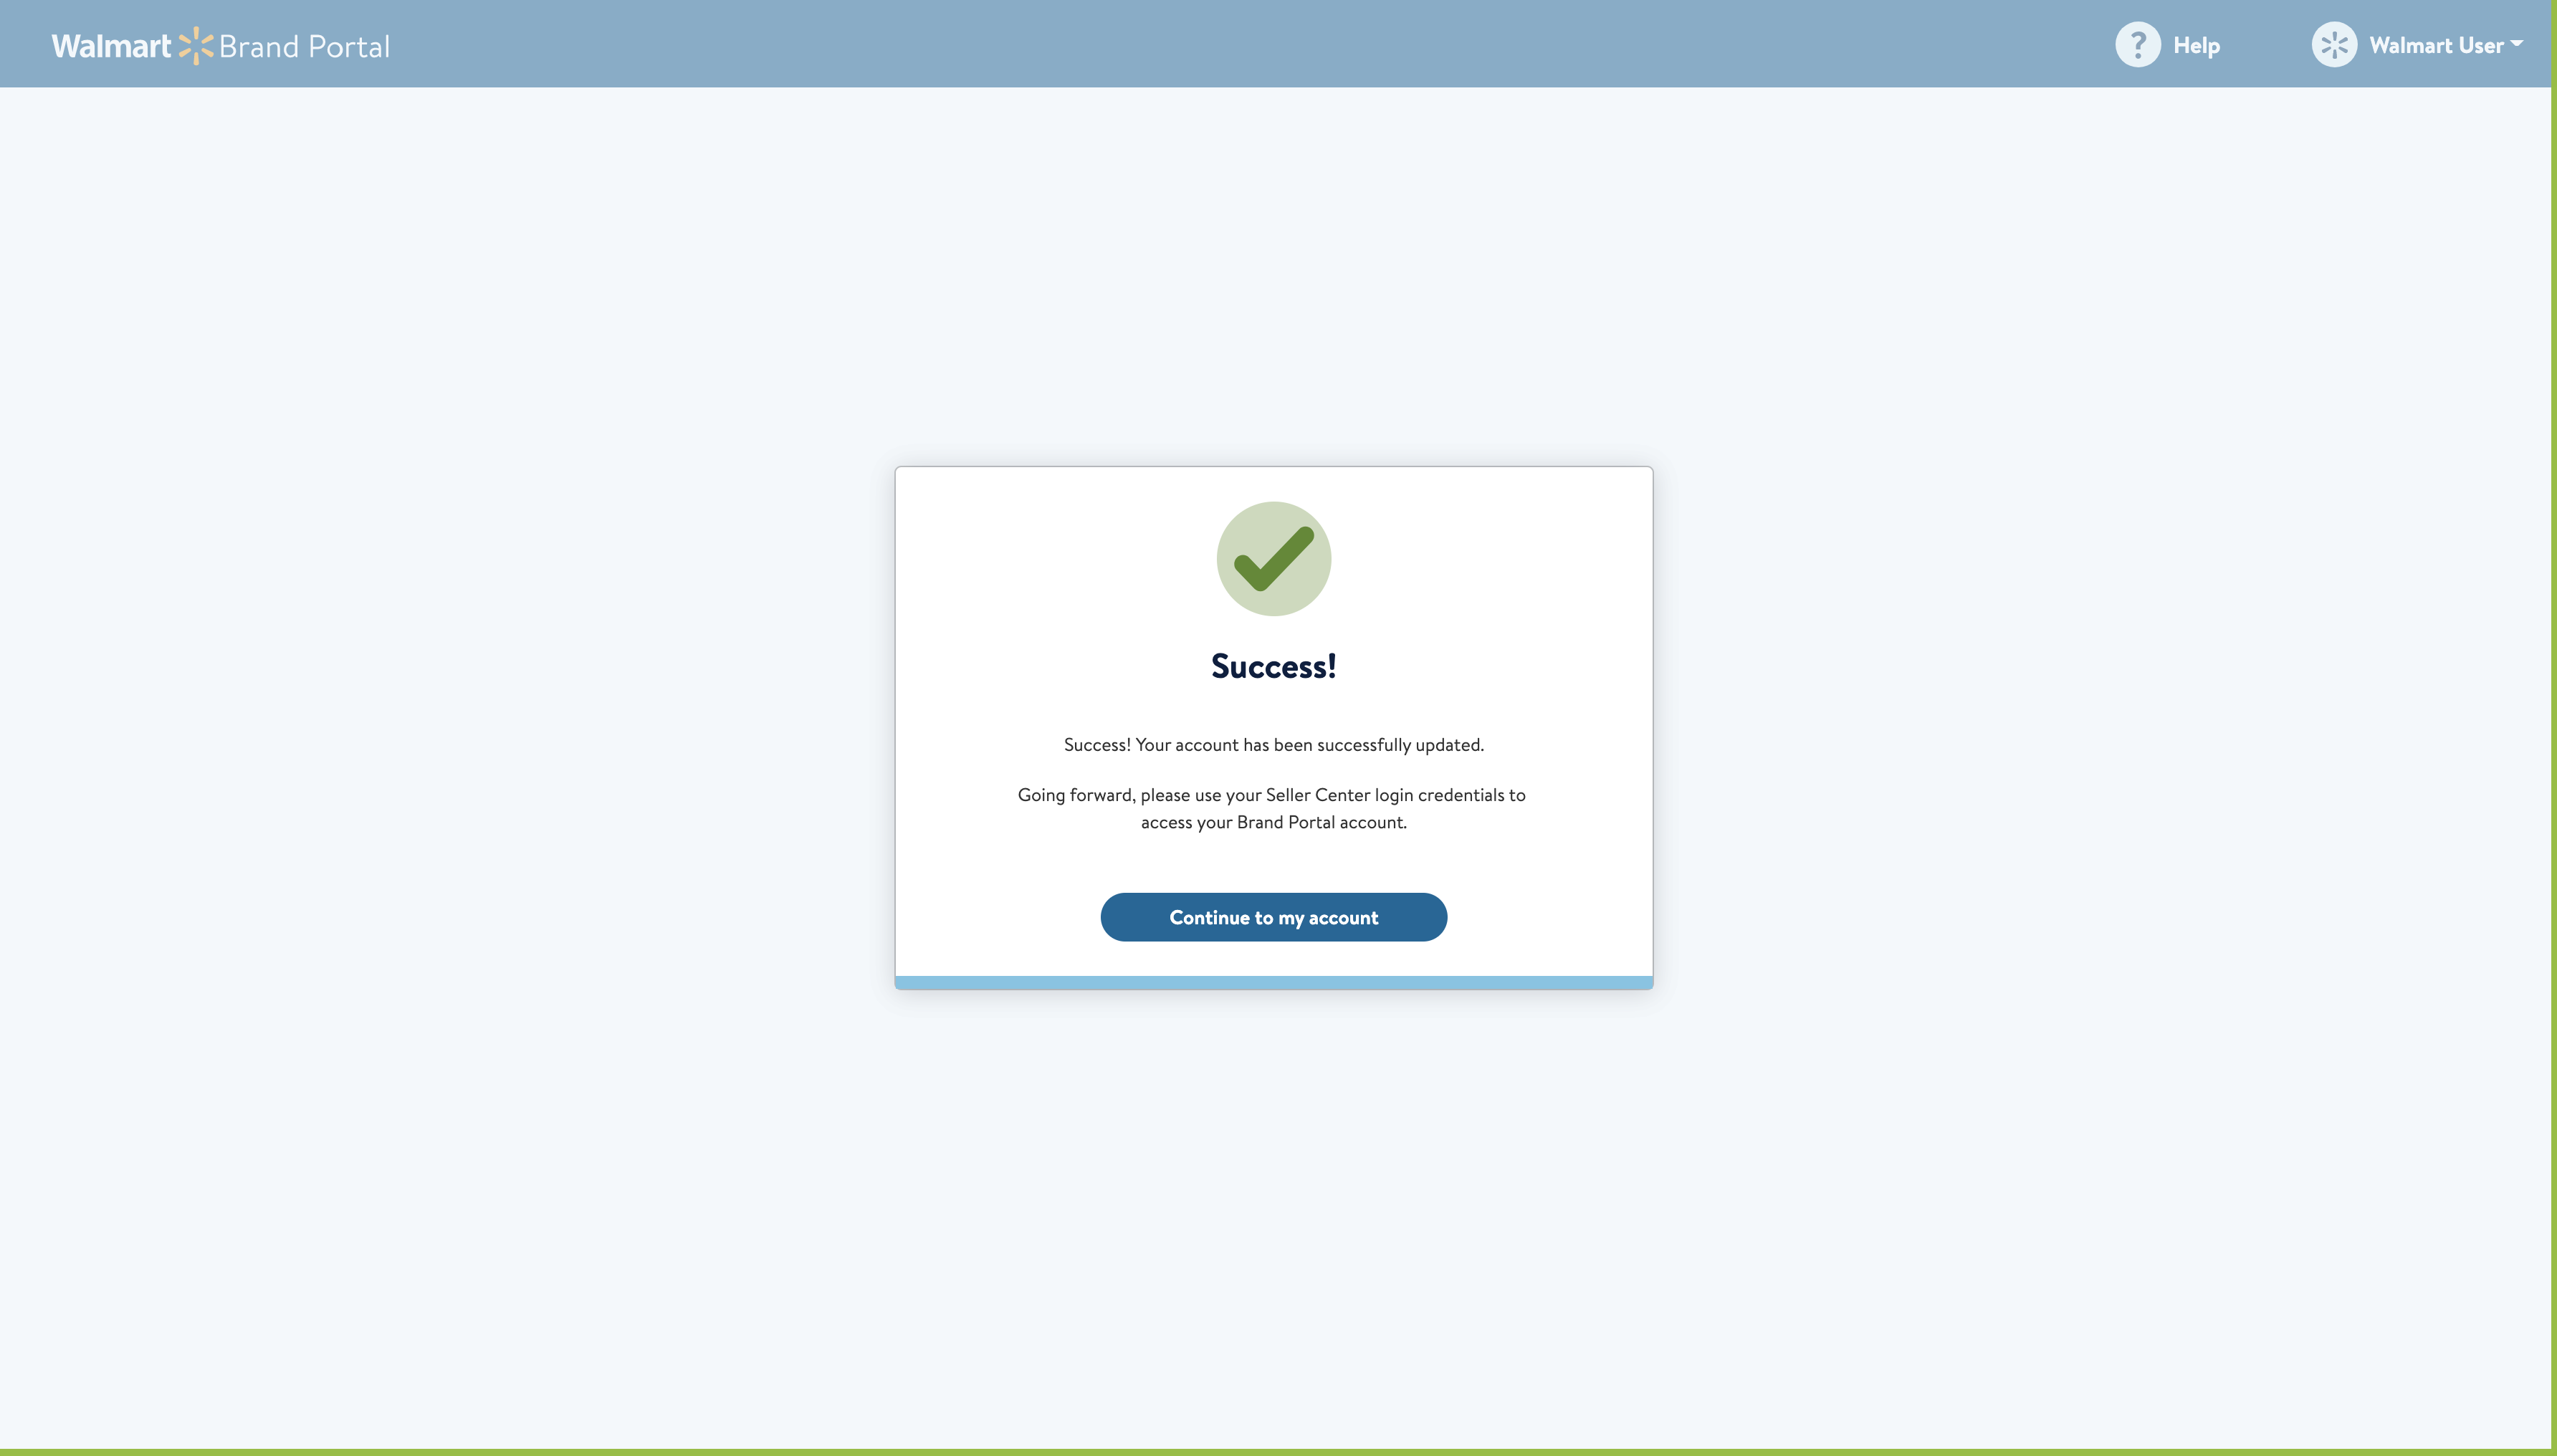 Walmart Brand Portal
Help
Walmart User
Success!
Success! Your account has been successfully updated.
Going forward, please use your Seller Center login credentials to
access your Brand Portal account.
Continue to my account